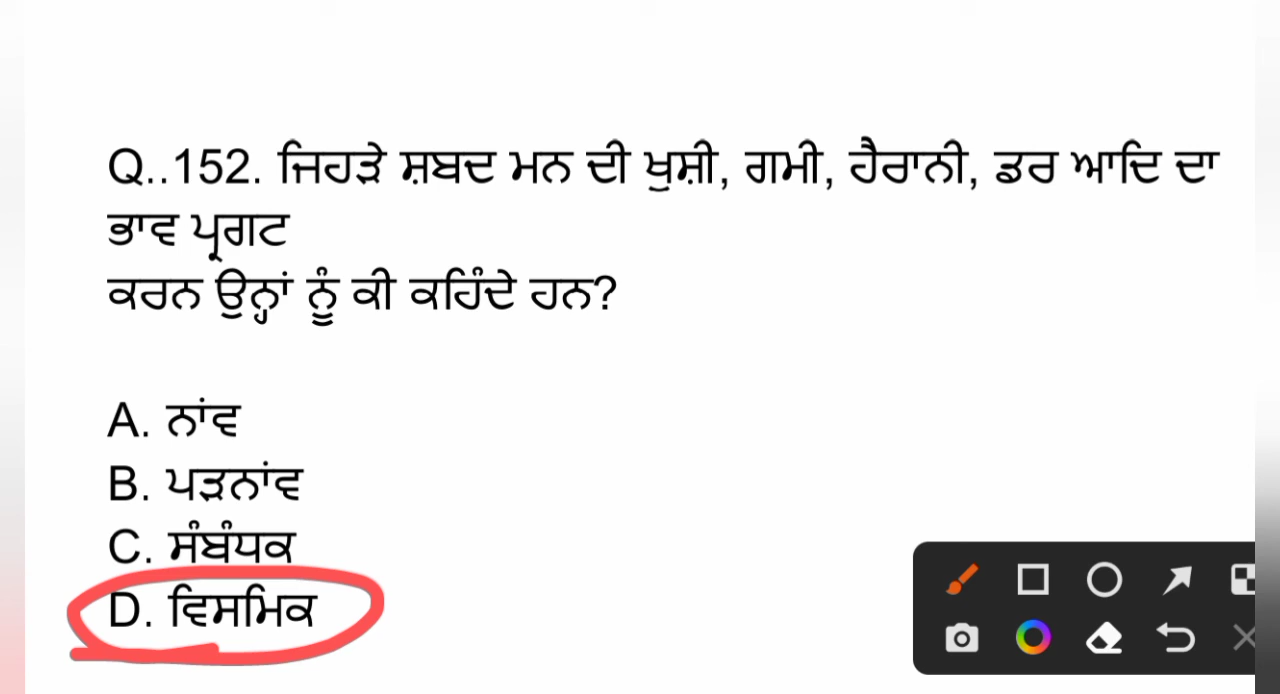 Q..152. ਜਿਹੜੇ ਸ਼ਬਦ ਮਨ ਦੀ ਖੁਸ਼ੀ, ਗਮੀ, ਹੈਰਾਨੀ, ਡਰ ਆਦਿ ਦਾ
ਭਾਵ ਪ੍ਰਗਟ
ਕਰਨ ਉਨ੍ਹਾਂ ਨੂੰ ਕੀ ਕਹਿੰਦੇ ਹਨ?
A. ਨਾਂਵ
B. ਪੜਨਾਂਵ
C. ਸੰਬੰਧਕ
D. ਵਿਸਮਿਕ